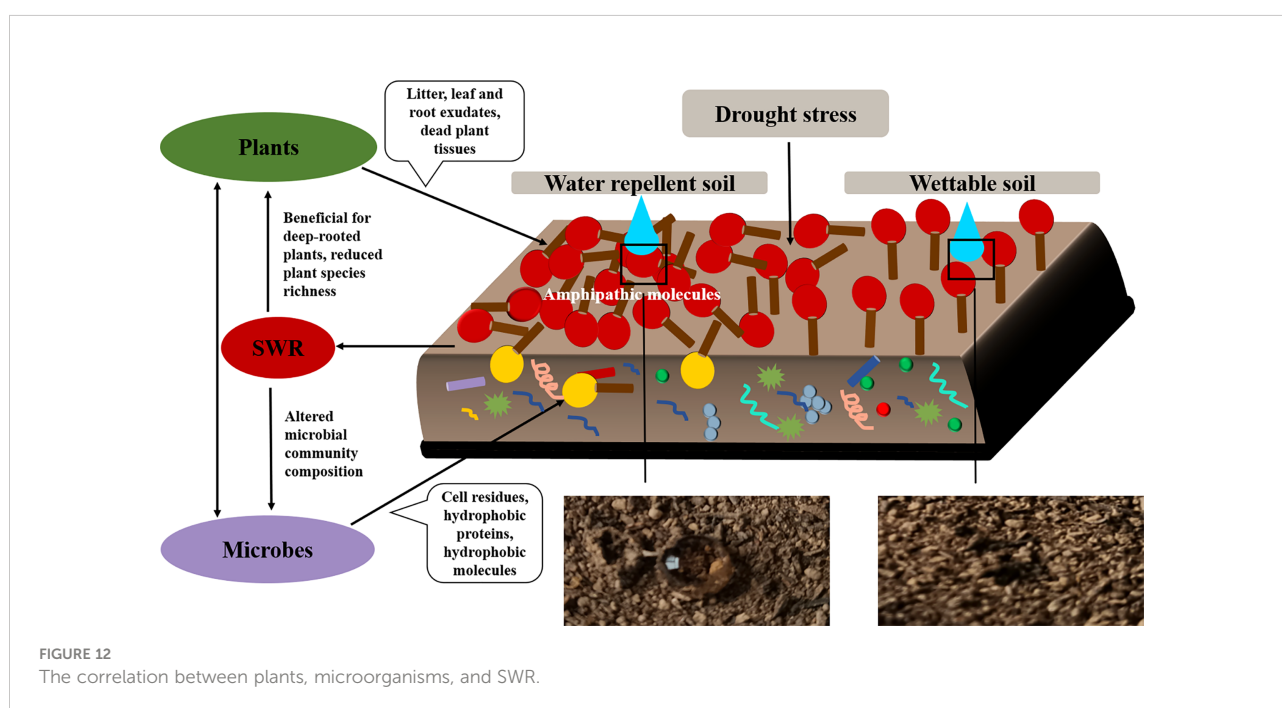 Litter, leaf and
root exudates,
dead plant
tissues
Drought stress
Plants
Water repellent soil
Wettable soil
Beneficial for
deep-rooted
plants, reduced
plant species
richness
Amphipathic molecules
SWR
Altered
microbial
community
composition
Cell residues,
hydrophobic
proteins,
hydrophobic
molecules
Microbes
FIGURE 12
The correlation between plants, microorganisms, and SWR.